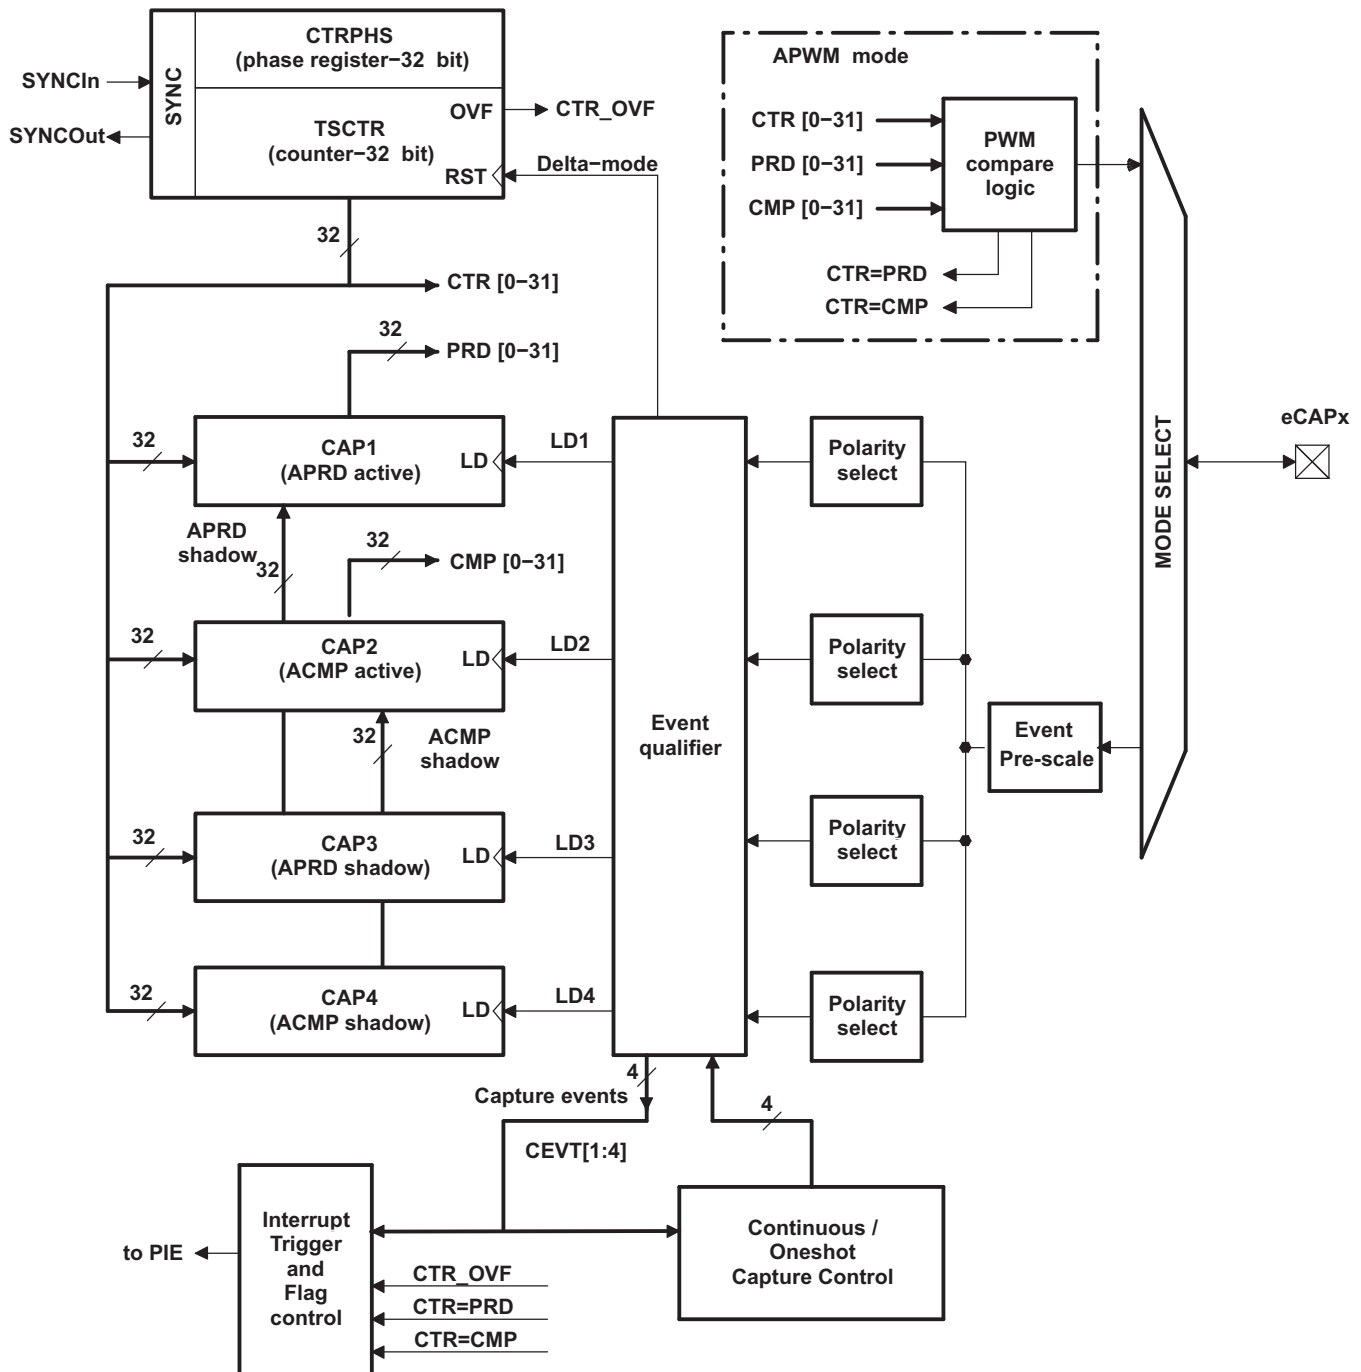 CTRPHS
(phase register−32 bit)
APWM mode
SYNCIn
SYNC
SYNCOut
OVF
CTR_OVF
TSCTR
(counter−32 bit)
RST
Delta−mode
CTR [0−31]
PRD [0−31]
CMP [0−31]
PWM
compare
logic
CTR=PRD
CTR=CMP
32
CTR [0−31]
32
PRD [0−31]
eCAPx
MODE SELECT
32
CAP1
(APRD active)
LD
LD1
Polarity
select
APRD
shadow
32
32
CMP [0−31]
32
CAP2
(ACMP active)
LD
LD2
Polarity
select
32
ACMP
shadow
Event
qualifier
Event
Pre-scale
32
CAP3
(APRD shadow)
LD
LD3
Polarity
select
32
CAP4
(ACMP shadow)
LD
LD4
Polarity
select
4
Capture events
4
CEVT[1:4]
Interrupt
Trigger
and
Flag
control
to PIE
CTR_OVF
CTR=PRD
CTR=CMP
Continuous /
Oneshot
Capture Control